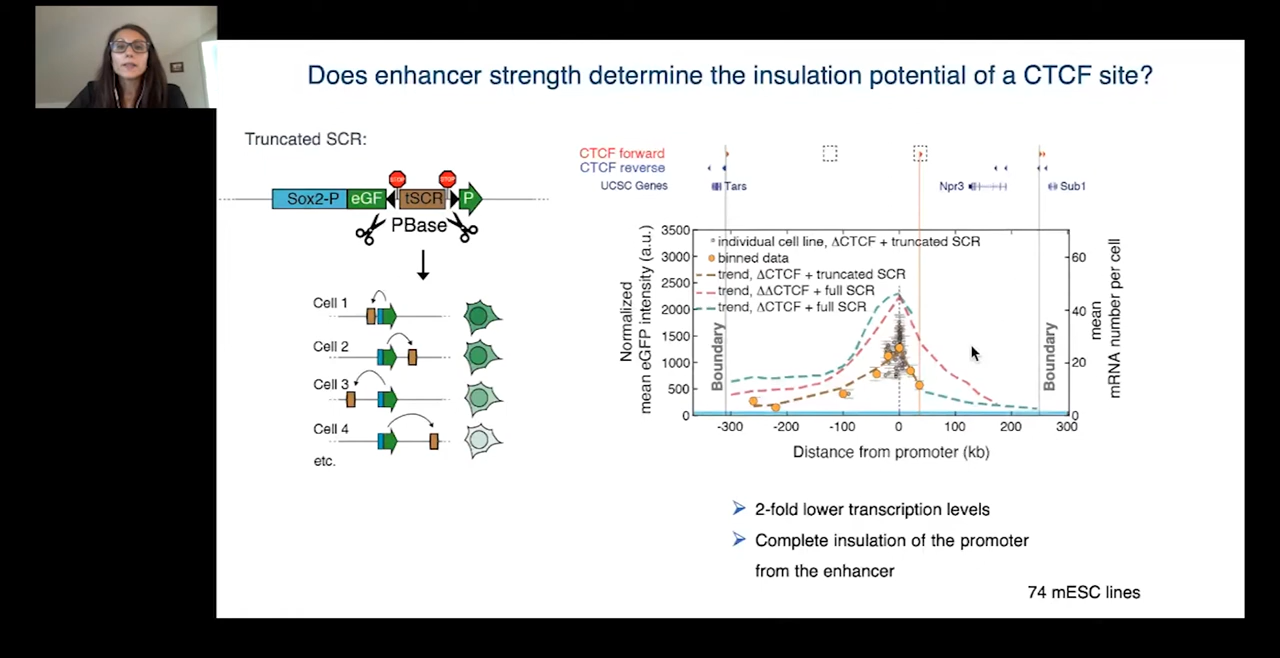 Does enhancer strength determine the insulation potential of a CTCF site?
Truncated SCR:
STOP STOP
Sox2-P eGF tSCR P
PBase
Cell 1
Cell 2
Cell 3
Cell 4
etc.
CTCF forward
CTCF reverse
UCSC Genes Tars Npr3 Sub1
Normalized
mean eGFP intensity (a.u.)
3500
3000
2500
2000
1500
1000
500
0
individual cell line, ΔCTCF + truncated SCR
binned data
trend, ΔCTCF + truncated SCR
trend, ΔΔCTCF + full SCR
trend, ΔCTCF + full SCR
Boundary
Boundary
60
40
20
0
mean
mRNA number per cell
-300 -200 -100 0 100 200 300
Distance from promoter (kb)
2-fold lower transcription levels
Complete insulation of the promoter
from the enhancer
74 mESC lines